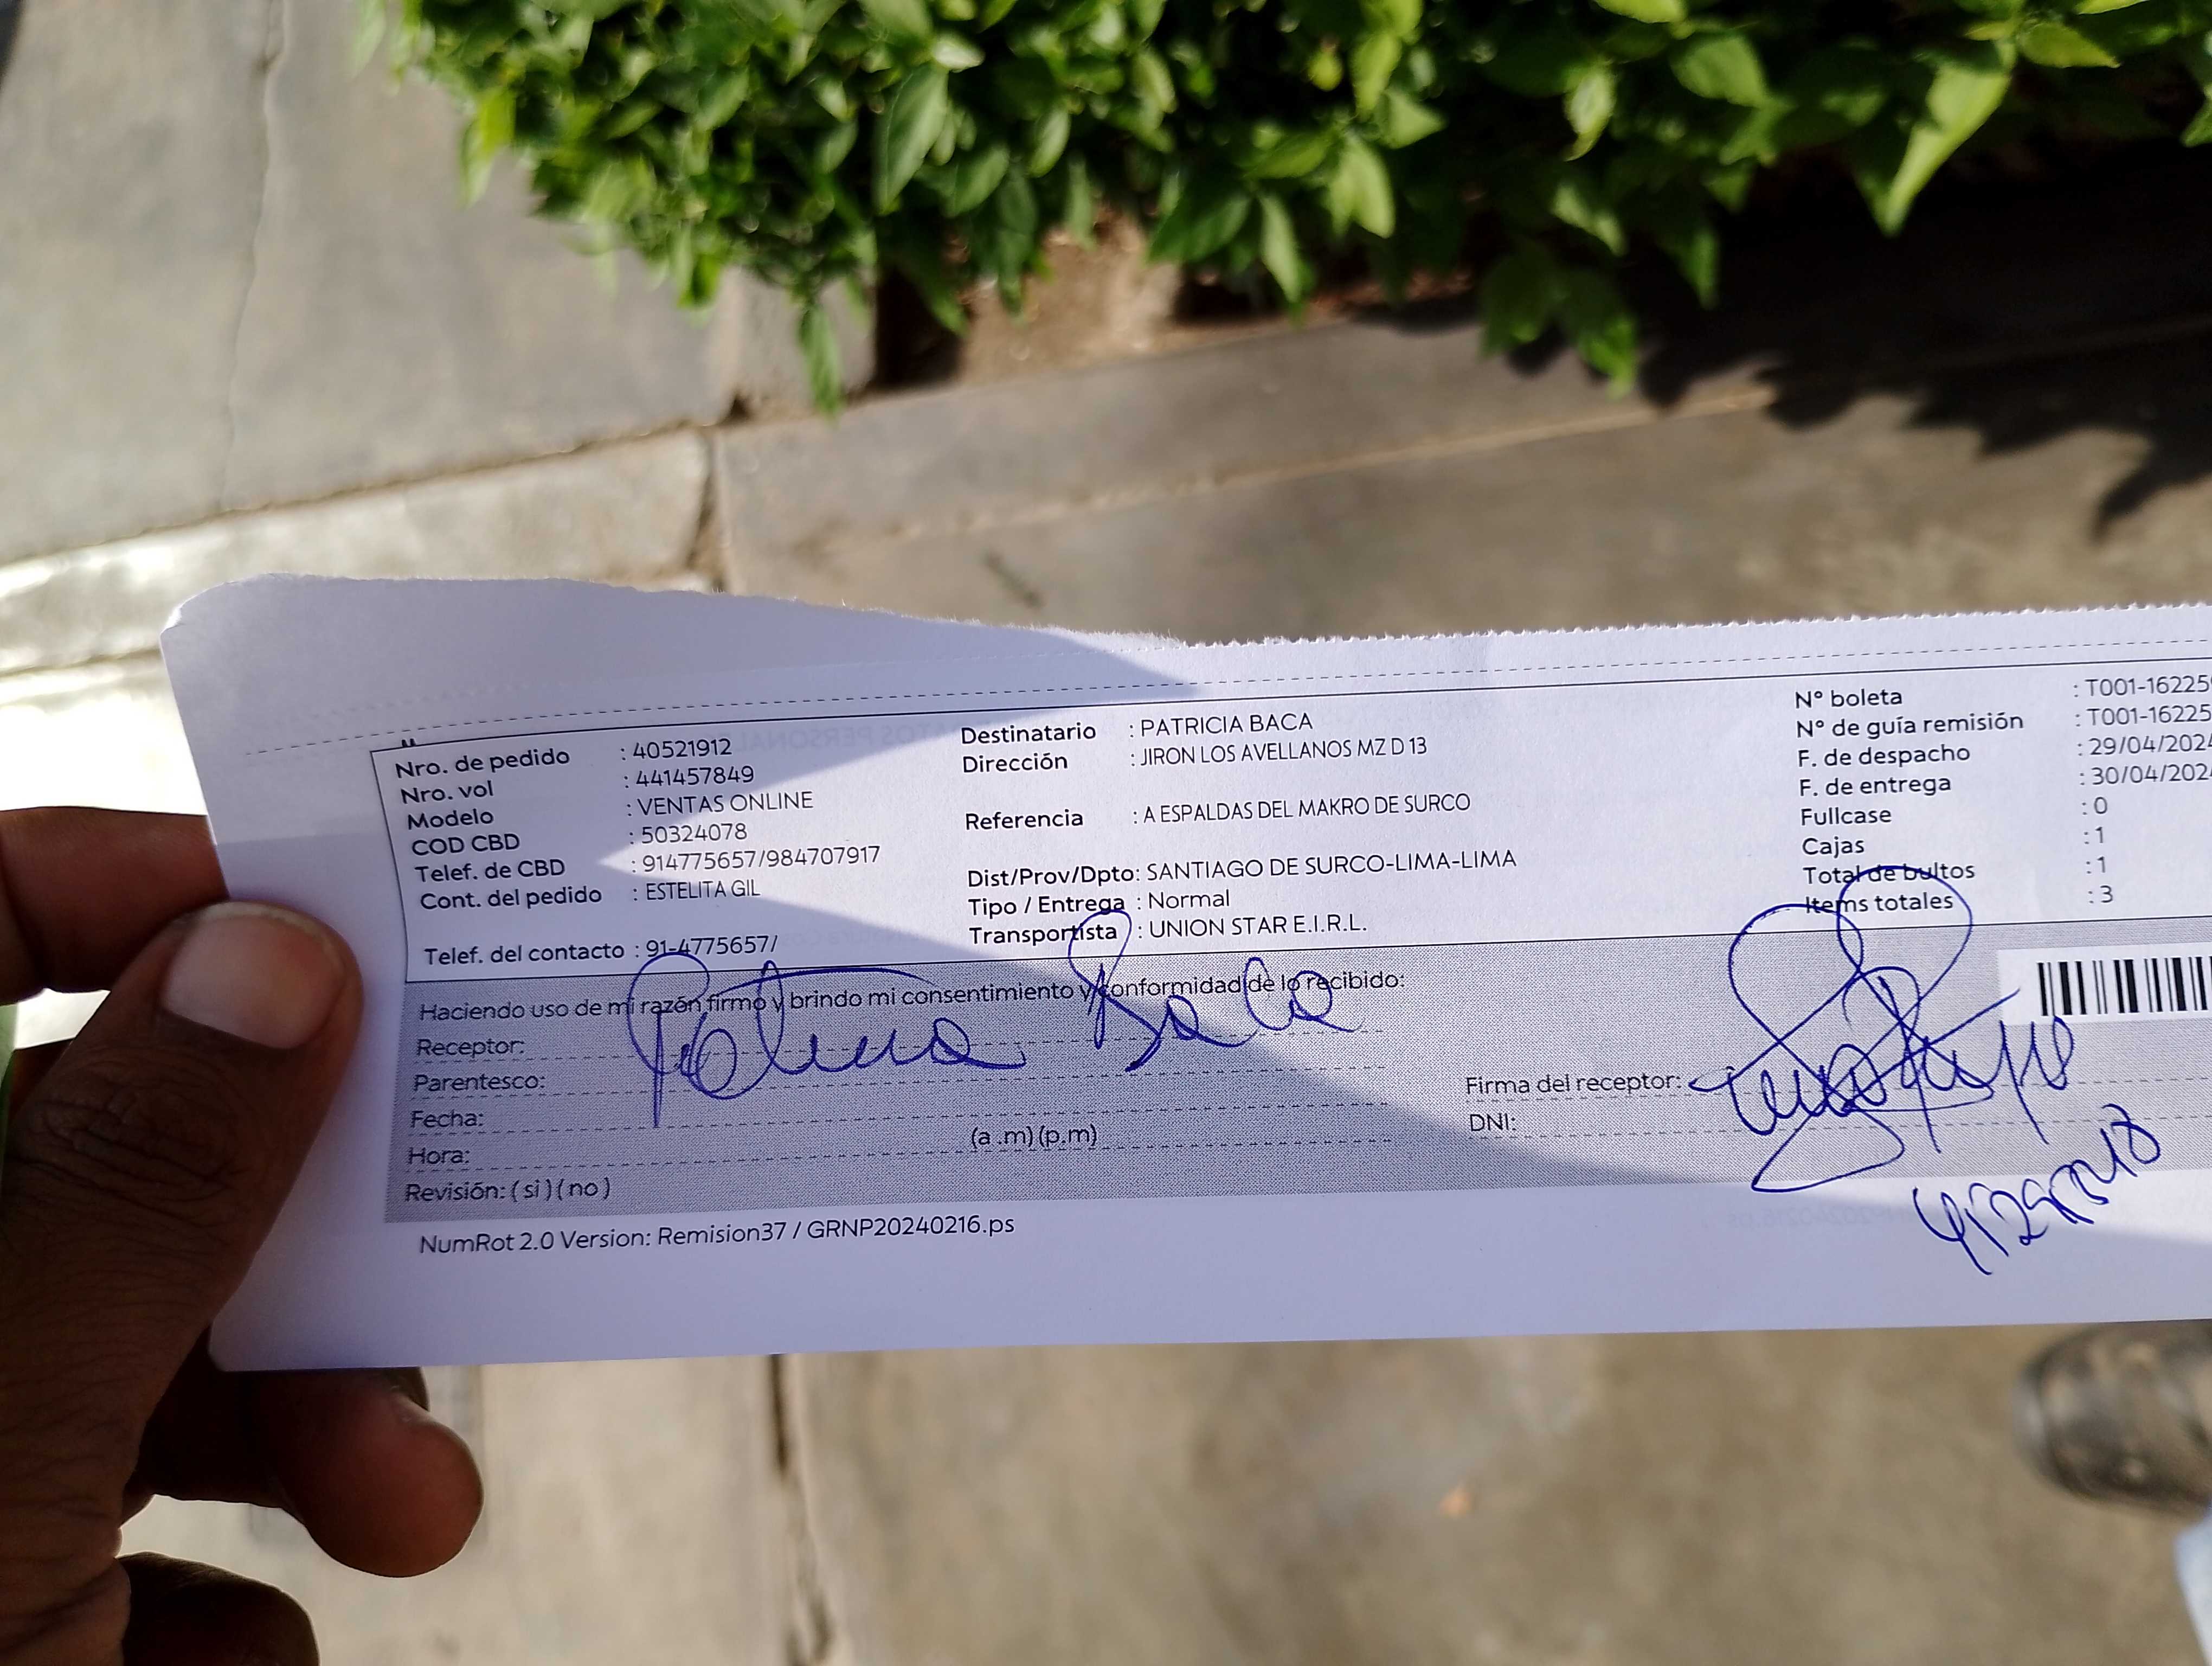 Nro. de pedido : 40521912
Nro. vol : 441457849
Modelo : VENTAS ONLINE
COD CBD : 50324078
Telef. de CBD : 914775657/984707917
Cont. del pedido : ESTELITA GIL
Telef. del contacto : 91-4775657/
Destinatario : PATRICIA BACA
Dirección : JIRON LOS AVELLANOS MZ D 13
Referencia : A ESPALDAS DEL MAKRO DE SURCO
Dist/Prov/Dpto: SANTIAGO DE SURCO-LIMA-LIMA
Tipo / Entrega : Normal
Transportista : UNION STAR E.I.R.L.
N° boleta : T001-16225
N° de guía remisión : T001-16225
F. de despacho : 29/04/2024
F. de entrega : 30/04/202
Fullcase : 0
Cajas : 1
Total de bultos : 1
Items totales : 3
Haciendo uso de mi razón firmo y brindo mi consentimiento y conformidad de lo recibido:
Receptor: Patricia Baca
Parentesco:
Fecha:
Hora: (a .m) (p.m)
Revisión: ( si ) ( no )
Firma del receptor:
DNI:
NumRot 2.0 Version: Remision37 / GRNP20240216.ps